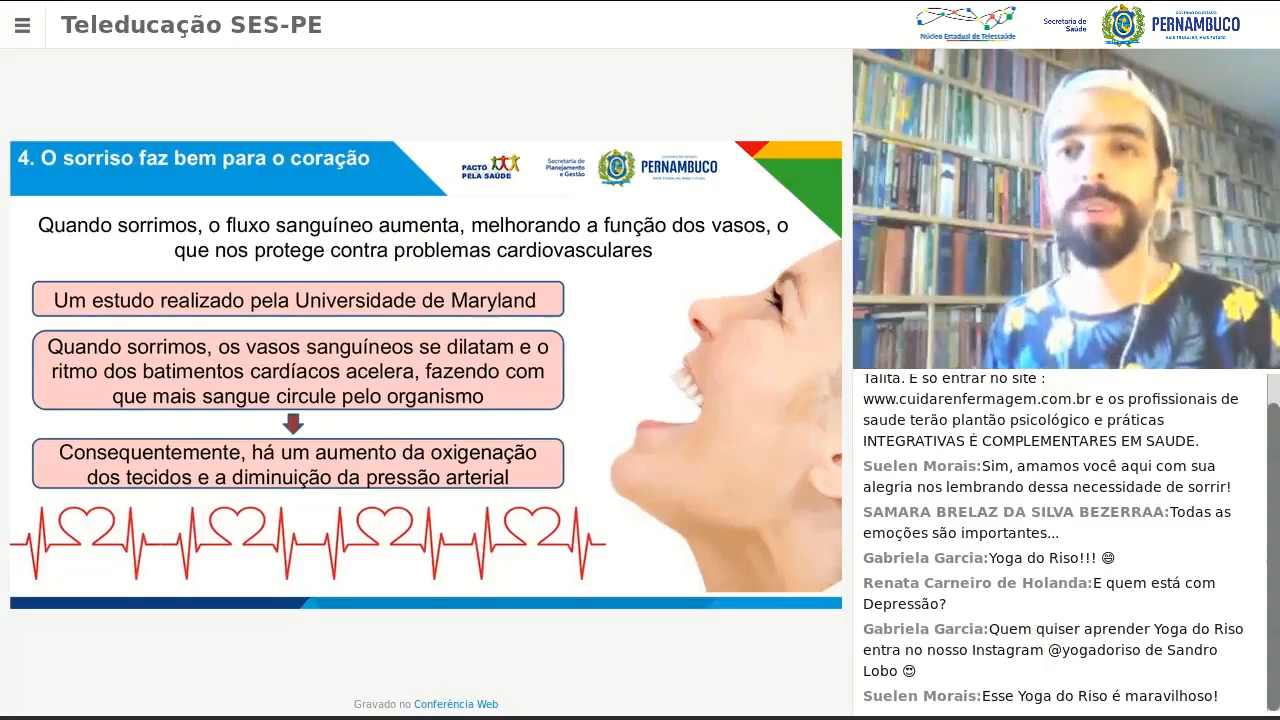 Teleducação SES-PE
Núcleo Estadual de Telessaúde
Secretaria de
Saúde
GOVERNO DO ESTADO
PERNAMBUCO
MAIS TRABALHO, MAIS FUTURO
4. O sorriso faz bem para o coração
PACTO
PELA SAÚDE
Secretaria de
Planejamento
e Gestão
PERNAMBUCO
Quando sorrimos, o fluxo sanguíneo aumenta, melhorando a função dos vasos, o
que nos protege contra problemas cardiovasculares
Um estudo realizado pela Universidade de Maryland
Quando sorrimos, os vasos sanguíneos se dilatam e o
ritmo dos batimentos cardíacos acelera, fazendo com
que mais sangue circule pelo organismo
Consequentemente, há um aumento da oxigenação
dos tecidos e a diminuição da pressão arterial
Gravado no Conferência Web
Talita. E so entrar no site :
www.cuidarenfermagem.com.br e os profissionais de
saude terão plantão psicológico e práticas
INTEGRATIVAS É COMPLEMENTARES EM SAUDE.
Suelen Morais:Sim, amamos você aqui com sua
alegria nos lembrando dessa necessidade de sorrir!
SAMARA BRELAZ DA SILVA BEZERRAA:Todas as
emoções são importantes...
Gabriela Garcia:Yoga do Riso!!! 😄
Renata Carneiro de Holanda:E quem está com
Depressão?
Gabriela Garcia:Quem quiser aprender Yoga do Riso
entra no nosso Instagram @yogadoriso de Sandro
Lobo 😍
Suelen Morais:Esse Yoga do Riso é maravilhoso!